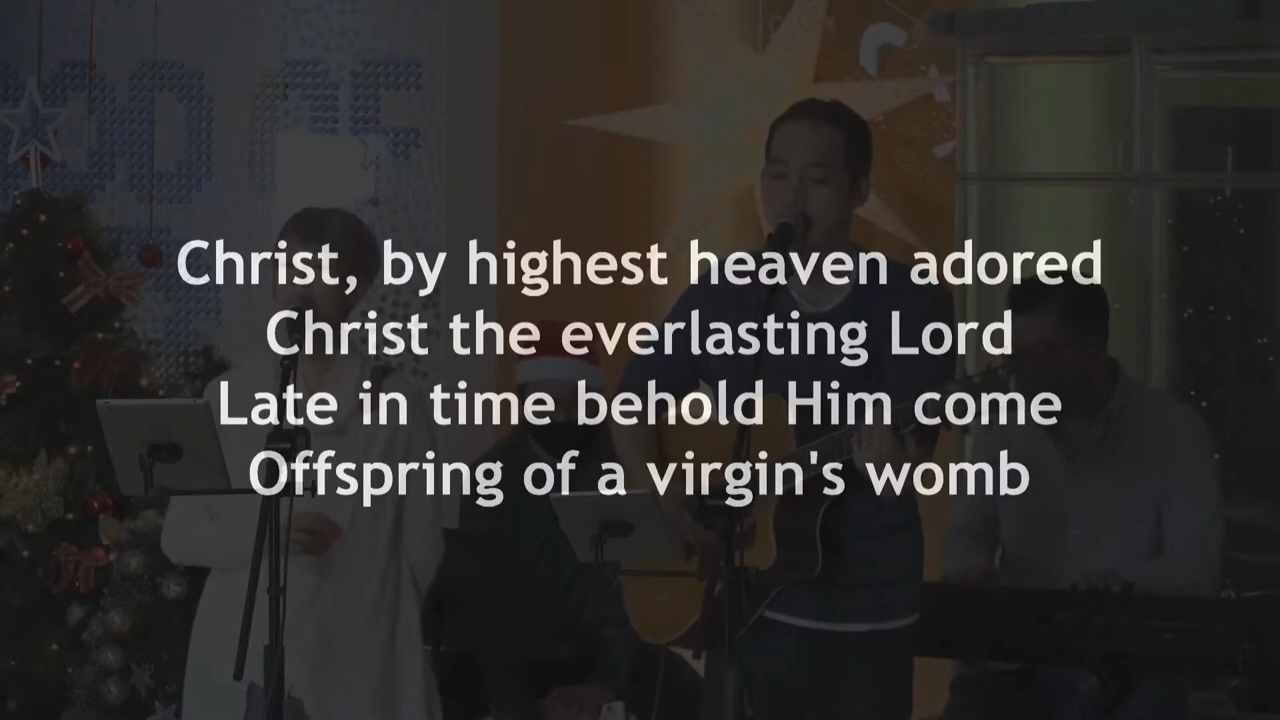 Christ, by highest heaven adored
Christ the everlasting Lord
Late in time behold Him come
Offspring of a virgin's womb